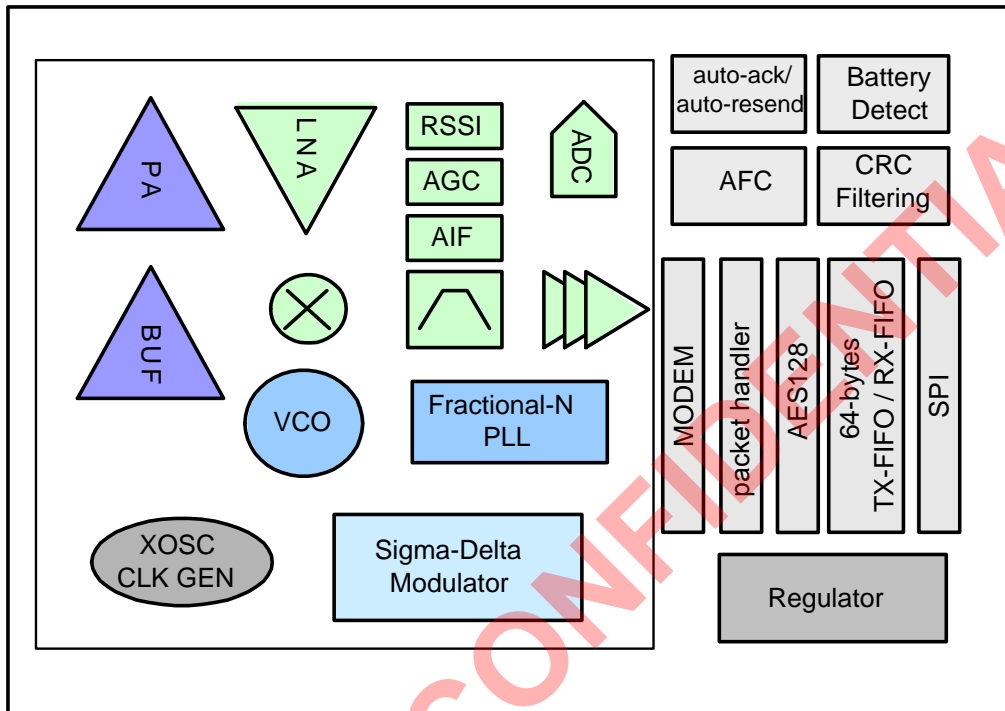 PA
LNA
RSSI
AGC
AIF
ADC
BUF
VCO
Fractional-N
PLL
XOSC
CLK GEN
Sigma-Delta
Modulator
auto-ack/
auto-resend
Battery
Detect
AFC
CRC
Filtering
MODEM
packet handler
AES128
64-bytes
TX-FIFO / RX-FIFO
SPI
Regulator
CONFIDENTIA